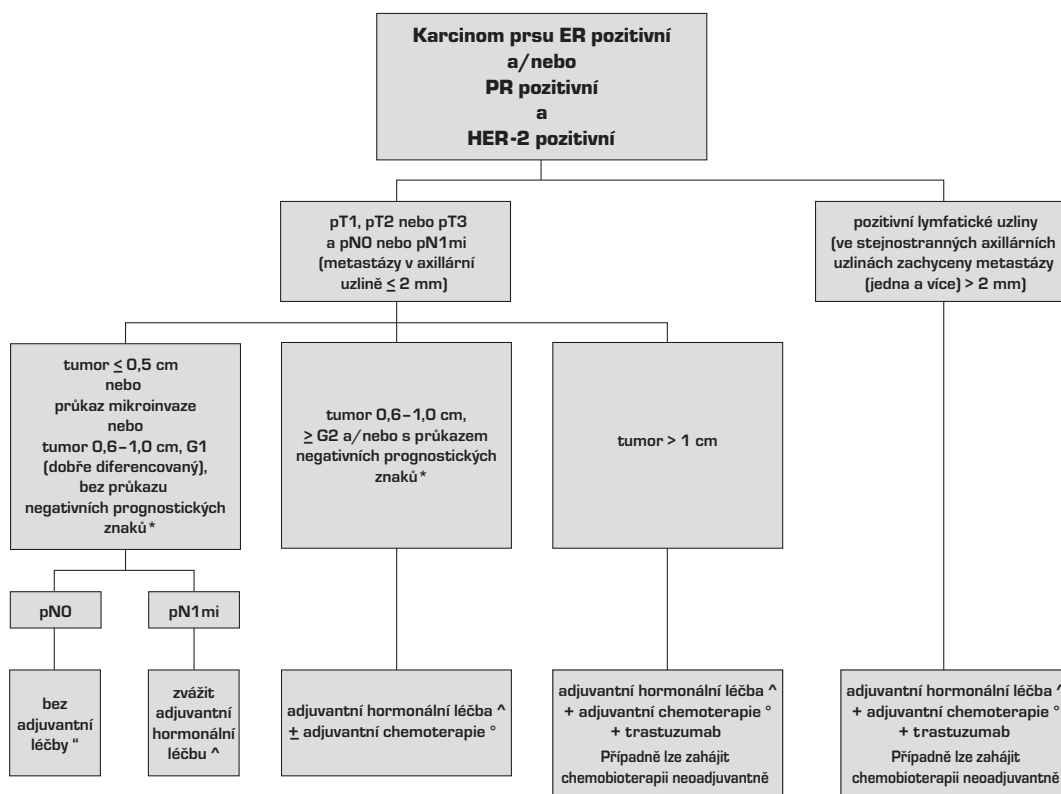 Karcinom prsu ER pozitivní
a/nebo
PR pozitivní
a
HER-2 pozitivní
pT1, pT2 nebo pT3
a pN0 nebo pN1mi
(metastázy v axillární
uzlině ≤ 2 mm)
pozitivní lymfatické uzliny
(ve stejnostranných axillárních
uzlinách zachyceny metastázy
(jedna a více) > 2 mm)
tumor ≤ 0,5 cm
nebo
průkaz mikroinvaze
nebo
tumor 0,6–1,0 cm, G1
(dobře diferencovaný),
bez průkazu
negativních prognostických
znaků*
tumor 0,6–1,0 cm,
≥ G2 a/nebo s průkazem
negativních prognostických
znaků*
tumor > 1 cm
pN0
pN1mi
bez
adjuvantní
léčby “
zvážit
adjuvantní
hormonální
léčbu ^
adjuvantní hormonální léčba ^
± adjuvantní chemoterapie °
adjuvantní hormonální léčba ^
+ adjuvantní chemoterapie °
+ trastuzumab
Případně lze zahájit
chemobioterapii neoadjuvantně
adjuvantní hormonální léčba ^
+ adjuvantní chemoterapie °
+ trastuzumab
Případně lze zahájit
chemobioterapii neoadjuvantně